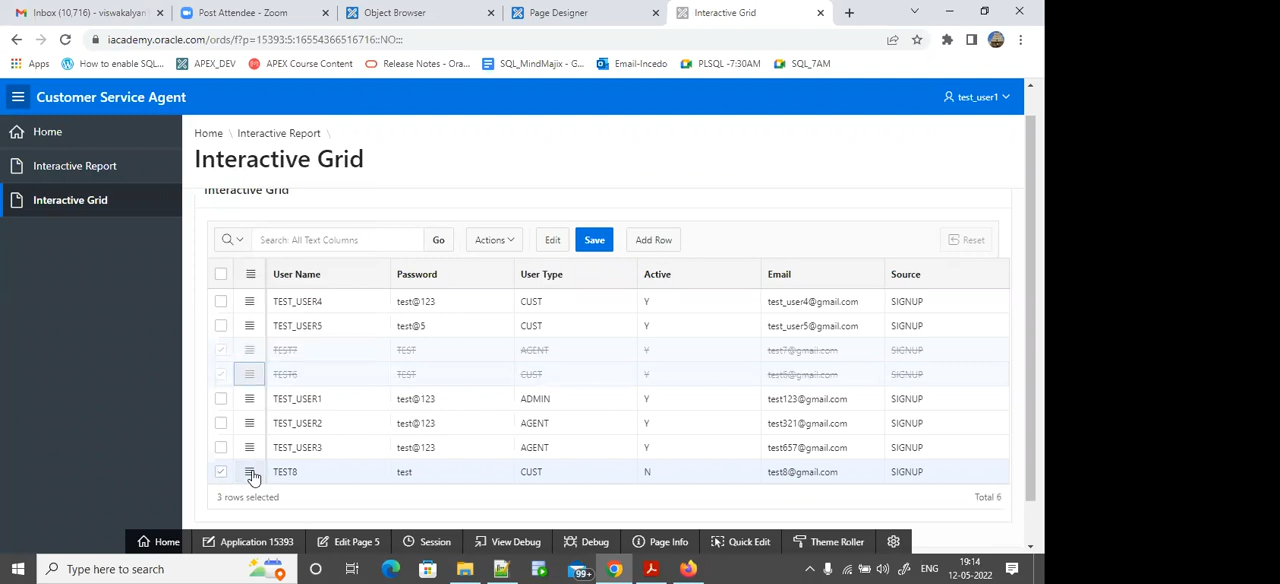 Inbox (10,716) - viswakalyan
Post Attendee - Zoom
Object Browser
Page Designer
Interactive Grid
iacademy.oracle.com/ords/f?p=15393:5:16554366516716::NO:::
Apps
How to enable SQL...
APEX_DEV
APEX Course Content
Release Notes - Ora...
SQL_MindMajix - G...
Email-Incedo
PLSQL -7:30AM
SQL_7AM
Customer Service Agent
test_user1
Home
Interactive Report
Interactive Grid
Home \ Interactive Report \
Interactive Grid
Interactive Grid
Search: All Text Columns Go Actions Edit Save Add Row Reset
User Name Password User Type Active Email Source
TEST_USER4 test@123 CUST Y test_user4@gmail.com SIGNUP
TEST_USER5 test@5 CUST Y test_user5@gmail.com SIGNUP
TEST7 TEST AGENT Y test7@gmail.com SIGNUP
TEST6 TEST CUST Y test6@gmail.com SIGNUP
TEST_USER1 test@123 ADMIN Y test123@gmail.com SIGNUP
TEST_USER2 test@123 AGENT Y test321@gmail.com SIGNUP
TEST_USER3 test@123 AGENT Y test657@gmail.com SIGNUP
TEST8 test CUST N test8@gmail.com SIGNUP
3 rows selected Total 6
Home Application 15393 Edit Page 5 Session View Debug Debug Page Info Quick Edit Theme Roller
Type here to search
99+
ENG
19:14
12-05-2022